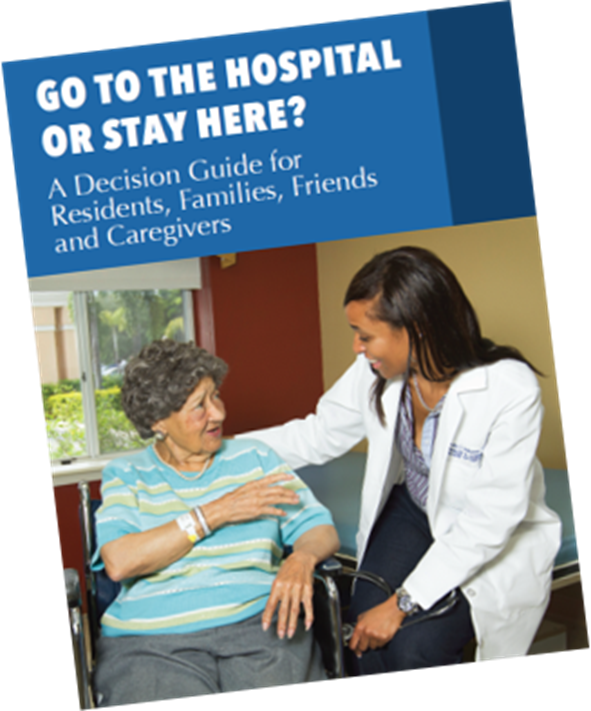 GO TO THE HOSPITAL
OR STAY HERE?
A Decision Guide for
Residents, Families, Friends
and Caregivers